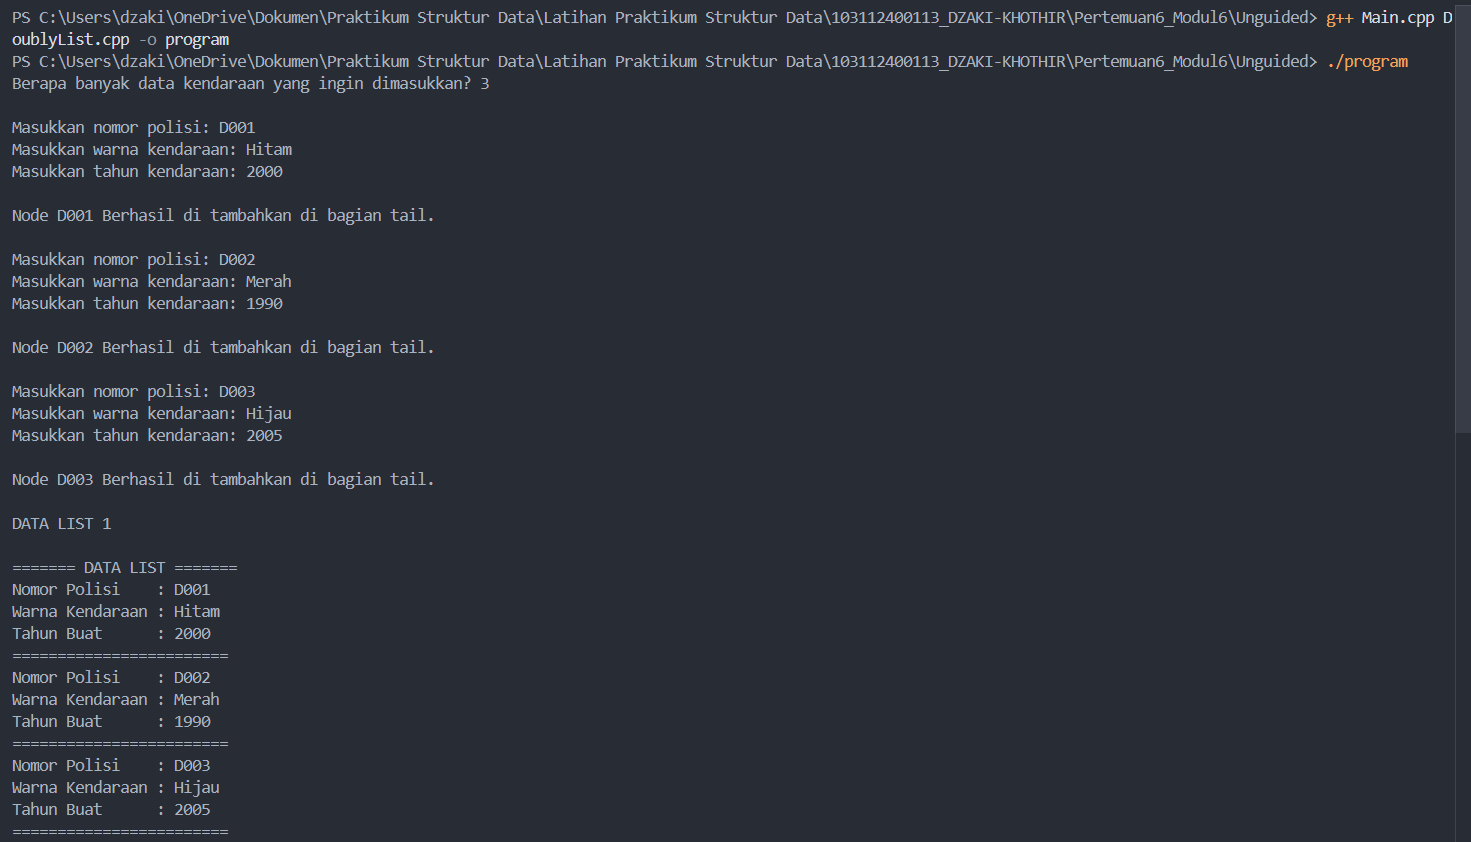 PS C:\Users\dzaki\OneDrive\Dokumen\Praktikum Struktur Data\Latihan Praktikum Struktur Data\103112400113_DZAKI-KHOTHIR\Pertemuan6_Modul6\Unguided> g++ Main.cpp D
oublyList.cpp -o program
PS C:\Users\dzaki\OneDrive\Dokumen\Praktikum Struktur Data\Latihan Praktikum Struktur Data\103112400113_DZAKI-KHOTHIR\Pertemuan6_Modul6\Unguided> ./program
Berapa banyak data kendaraan yang ingin dimasukkan? 3

Masukkan nomor polisi: D001
Masukkan warna kendaraan: Hitam
Masukkan tahun kendaraan: 2000

Node D001 Berhasil di tambahkan di bagian tail.

Masukkan nomor polisi: D002
Masukkan warna kendaraan: Merah
Masukkan tahun kendaraan: 1990

Node D002 Berhasil di tambahkan di bagian tail.

Masukkan nomor polisi: D003
Masukkan warna kendaraan: Hijau
Masukkan tahun kendaraan: 2005

Node D003 Berhasil di tambahkan di bagian tail.

DATA LIST 1

======= DATA LIST =======
Nomor Polisi    : D001
Warna Kendaraan : Hitam
Tahun Buat      : 2000
========================
Nomor Polisi    : D002
Warna Kendaraan : Merah
Tahun Buat      : 1990
========================
Nomor Polisi    : D003
Warna Kendaraan : Hijau
Tahun Buat      : 2005
========================